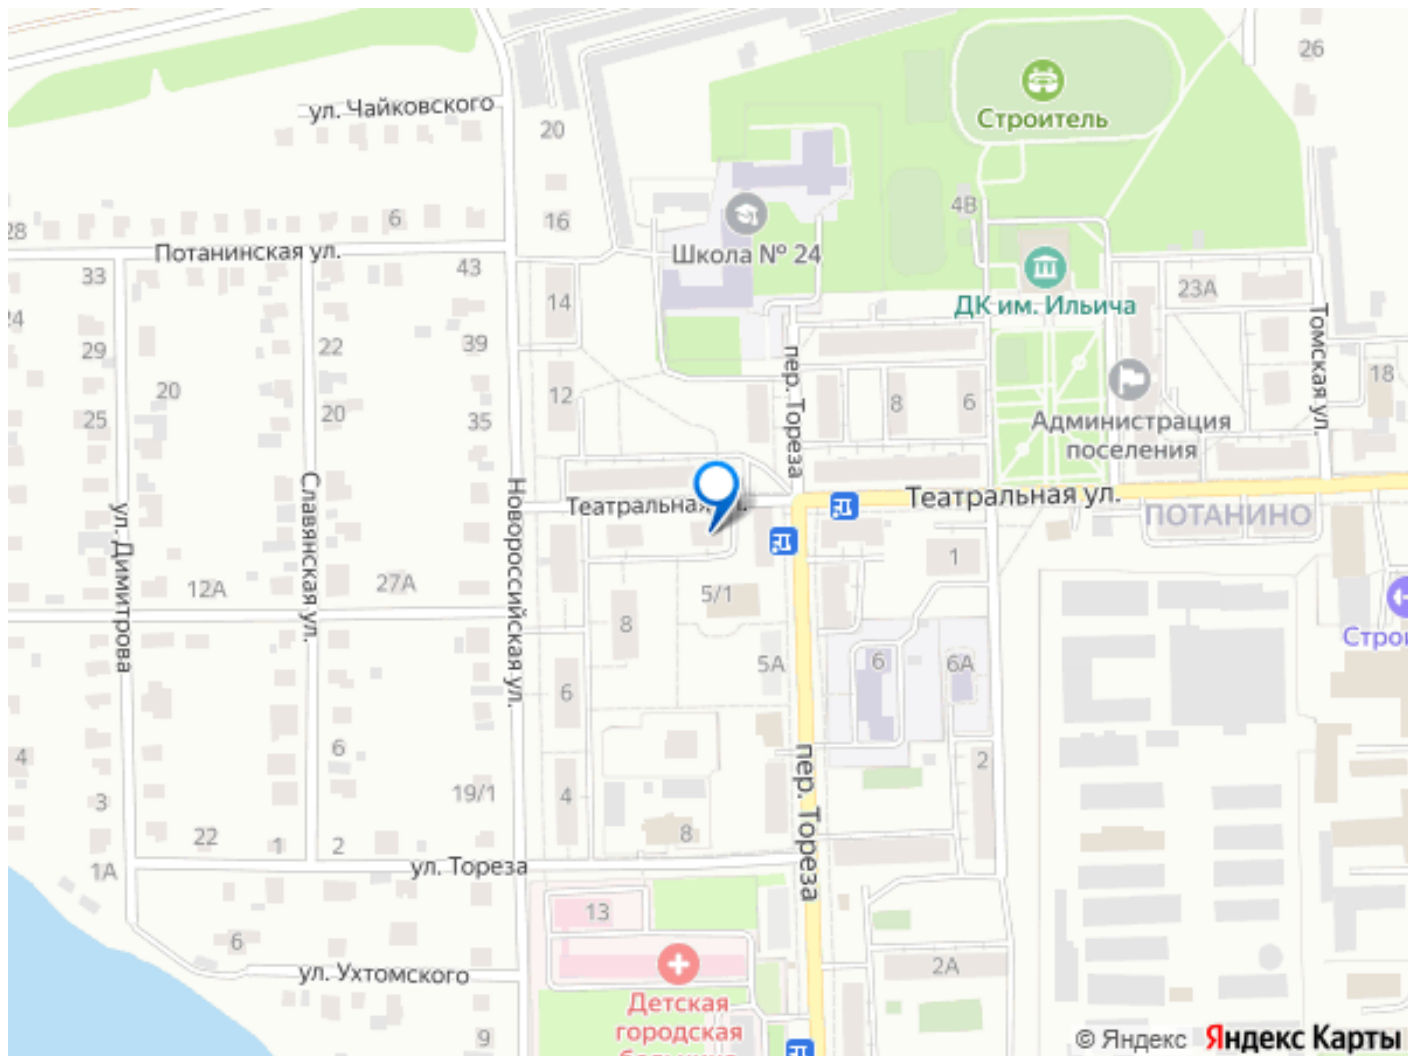 26
ул. Чайковского
Строитель
20
6
16
4В
28
Потанинская ул.
Школа № 24
33
43
ДК им. Ильича
23А
14
24
29
22
39
пер. Тореза
Томская ул.
18
20
12
8
6
25
20
35
Администрация
поселения
Славянская ул.
Новороссийская ул.
Театральная
Театральная ул.
ПОТАНИНО
ул. Димитрова
12А
27А
5/1
1
8
5А
6
6А
Строи
6
6
4
2
3
19/1
4
пер. Тореза
22
1
2
8
1А
ул. Тореза
13
6
ул. Ухтомского
2А
Детская
городская
больница
9
© Яндекс Яндекс Карты